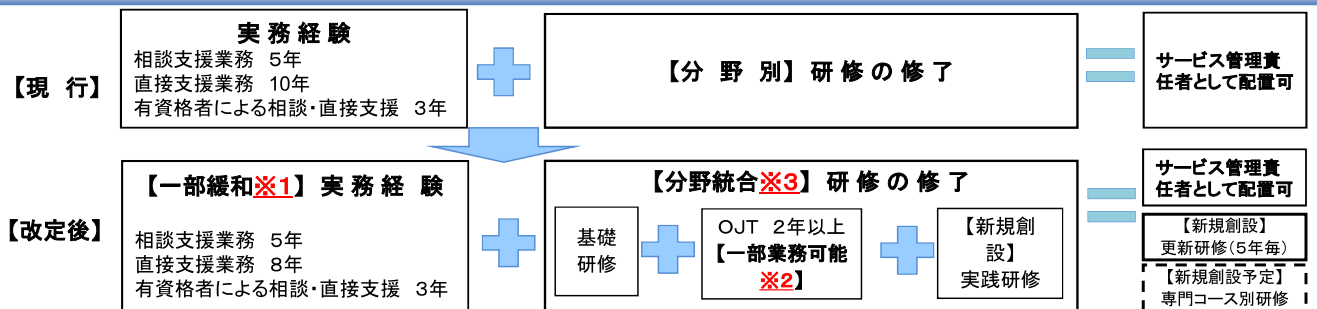 【現 行】
実 務 経 験
相談支援業務 5年
直接支援業務 10年
有資格者による相談・直接支援 3年
【分 野 別】 研 修 の 修 了
サービス管理責
任者として配置可
【改定後】
【一部緩和※1】 実 務 経 験
相談支援業務 5年
直接支援業務 8年
有資格者による相談・直接支援 3年
【分野統合※3】 研 修 の 修 了
基礎
研修
OJT 2年以上
【一部業務可能
※2】
【新規創
設】
実践研修
サービス管理責
任者として配置可
【新規創設】
更新研修(5年毎)
【新規創設予定】
専門コース別研修